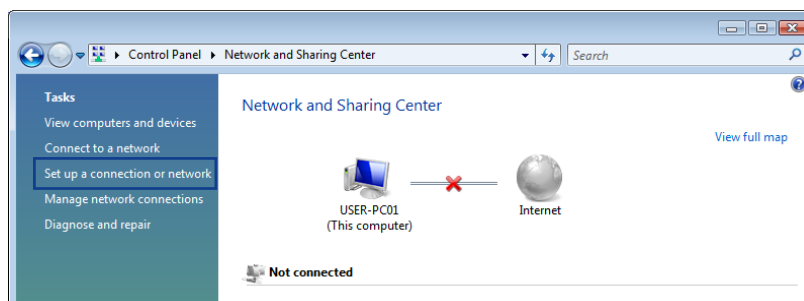 Control Panel Network and Sharing Center
Search
Tasks
View computers and devices
Connect to a network
Set up a connection or network
Manage network connections
Diagnose and repair
Network and Sharing Center
View full map
USER-PC01
(This computer)
Internet
Not connected